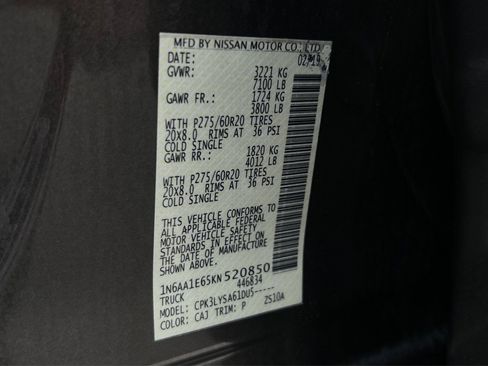 MFD BY NISSAN MOTOR CO., LTD.
DATE: 02/19
GVWR: 3221 KG
7100 LB
GAWR FR.: 1724 KG
3800 LB
WITH P275/60R20 TIRES
20X8.0 RIMS AT 36 PSI
COLD SINGLE
GAWR RR.: 1820 KG
4012 LB
WITH P275/60R20 TIRES
20X8.0 RIMS AT 36 PSI
COLD SINGLE
THIS VEHICLE CONFORMS TO
ALL APPLICABLE FEDERAL
MOTOR VEHICLE SAFETY
STANDARDS IN EFFECT ON
THE DATE OF MANUFACTURE
SHOWN ABOVE.
1N6AA1E65KN520850
TRUCK 446834
MODEL: CPK3LYSA61DUS-----
COLOR: CAJ TRIM: P ZS10A